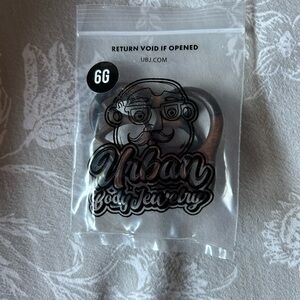 RETURN VOID IF OPENED
UBJ.COM
6G
Urban
Body Jewelry